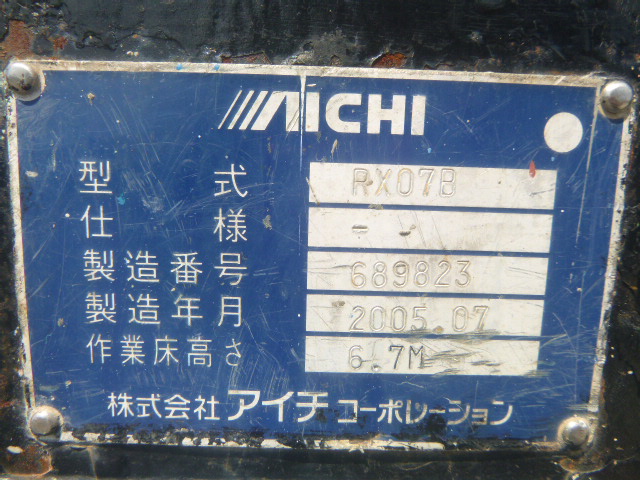 AICHI
型式 RX07B
仕様 - -
製造番号 689823
製造年月 2005.07
作業床高さ 6.7M
株式会社アイチコーポレーション